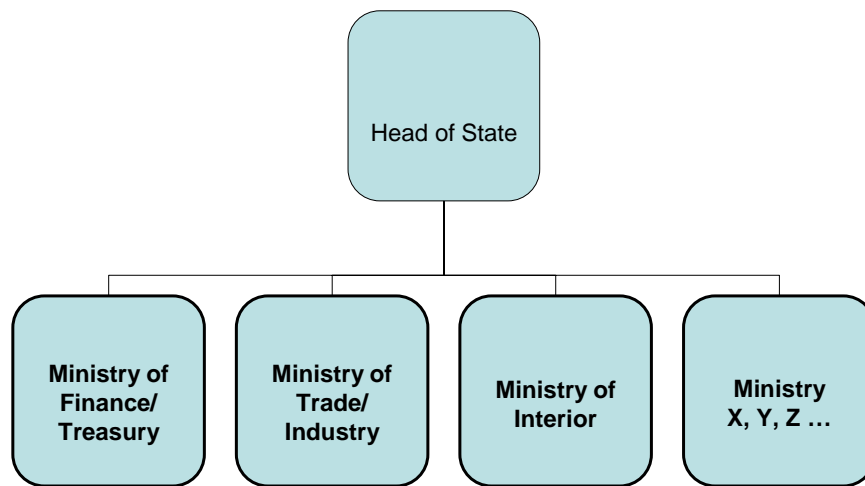 Head of State
Ministry of
Finance/
Treasury
Ministry of
Trade/
Industry
Ministry of
Interior
Ministry
X, Y, Z …